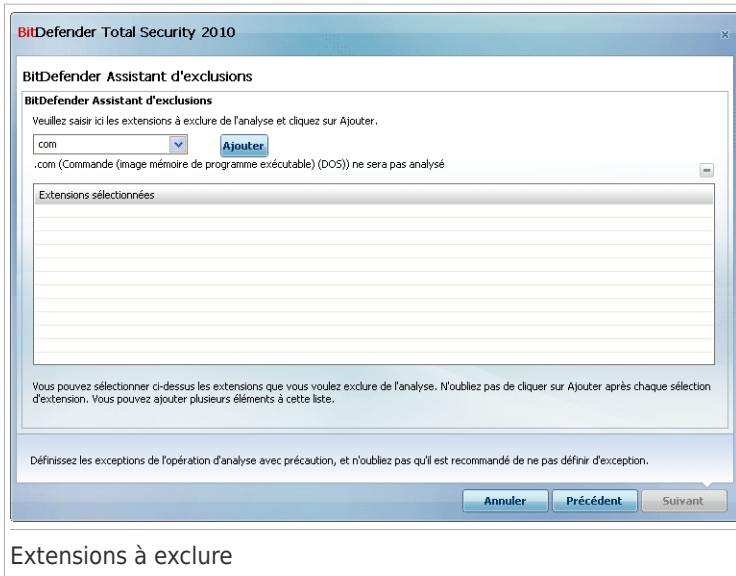 BitDefender Total Security 2010
BitDefender Assistant d'exclusions
BitDefender Assistant d'exclusions
Veuillez saisir ici les extensions à exclure de l'analyse et cliquez sur Ajouter.
com
Ajouter
.com (Commande (image mémoire de programme exécutable) (DOS)) ne sera pas analysé
Extensions sélectionnées
Vous pouvez sélectionner ci-dessus les extensions que vous voulez exclure de l'analyse. N'oubliez pas de cliquer sur Ajouter après chaque sélection
d'extension. Vous pouvez ajouter plusieurs éléments à cette liste.
Définissez les exceptions de l'opération d'analyse avec précaution, et n'oubliez pas qu'il est recommandé de ne pas définir d'exception.
Annuler
Précédent
Suivant
Extensions à exclure